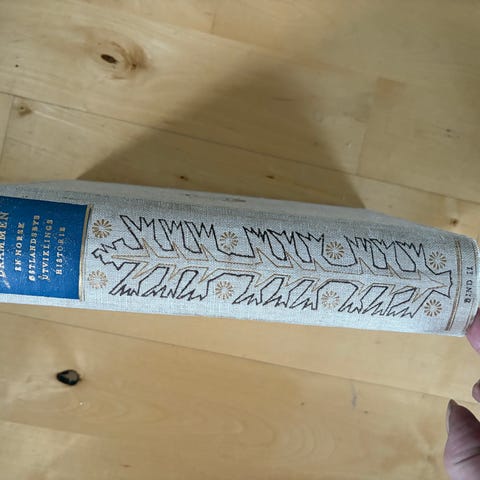 DRAMMEN
EN NORSK
ØSTLANDSBYS
UTVIKLINGS
HISTORIE
BIND II